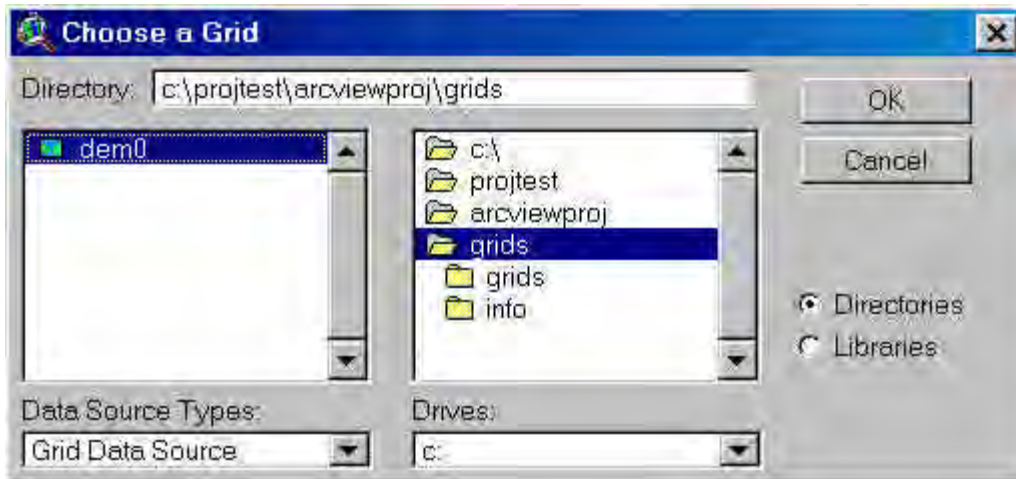 Choose a Grid
Directory: c:\projtest\arcviewproj\grids
OK
Cancel
dem0
c:\
projtest
arcviewproj
grids
grids
info
Directories
Libraries
Data Source Types:
Grid Data Source
Drives:
c: